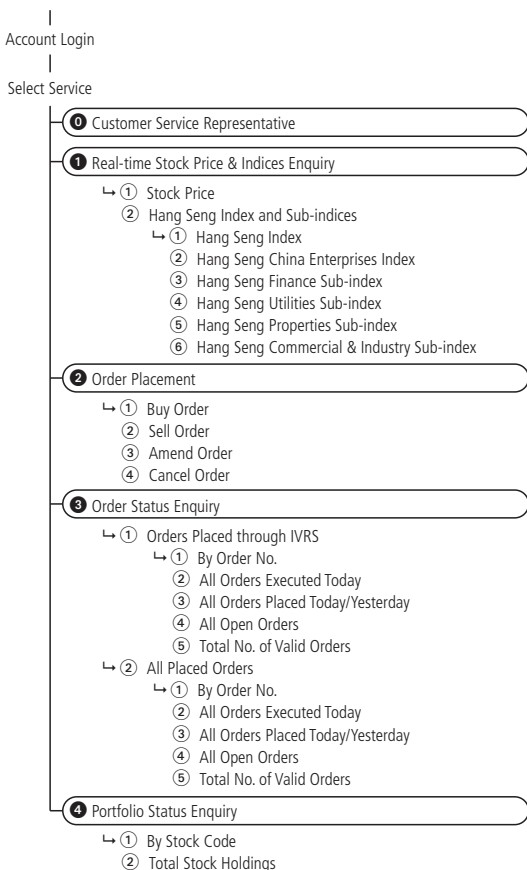 Account Login
Select Service
⓿ Customer Service Representative
❶ Real-time Stock Price & Indices Enquiry
① Stock Price
② Hang Seng Index and Sub-indices
① Hang Seng Index
② Hang Seng China Enterprises Index
③ Hang Seng Finance Sub-index
④ Hang Seng Utilities Sub-index
⑤ Hang Seng Properties Sub-index
⑥ Hang Seng Commercial & Industry Sub-index
❷ Order Placement
① Buy Order
② Sell Order
③ Amend Order
④ Cancel Order
❸ Order Status Enquiry
① Orders Placed through IVRS
① By Order No.
② All Orders Executed Today
③ All Orders Placed Today/Yesterday
④ All Open Orders
⑤ Total No. of Valid Orders
② All Placed Orders
① By Order No.
② All Orders Executed Today
③ All Orders Placed Today/Yesterday
④ All Open Orders
⑤ Total No. of Valid Orders
❹ Portfolio Status Enquiry
① By Stock Code
② Total Stock Holdings